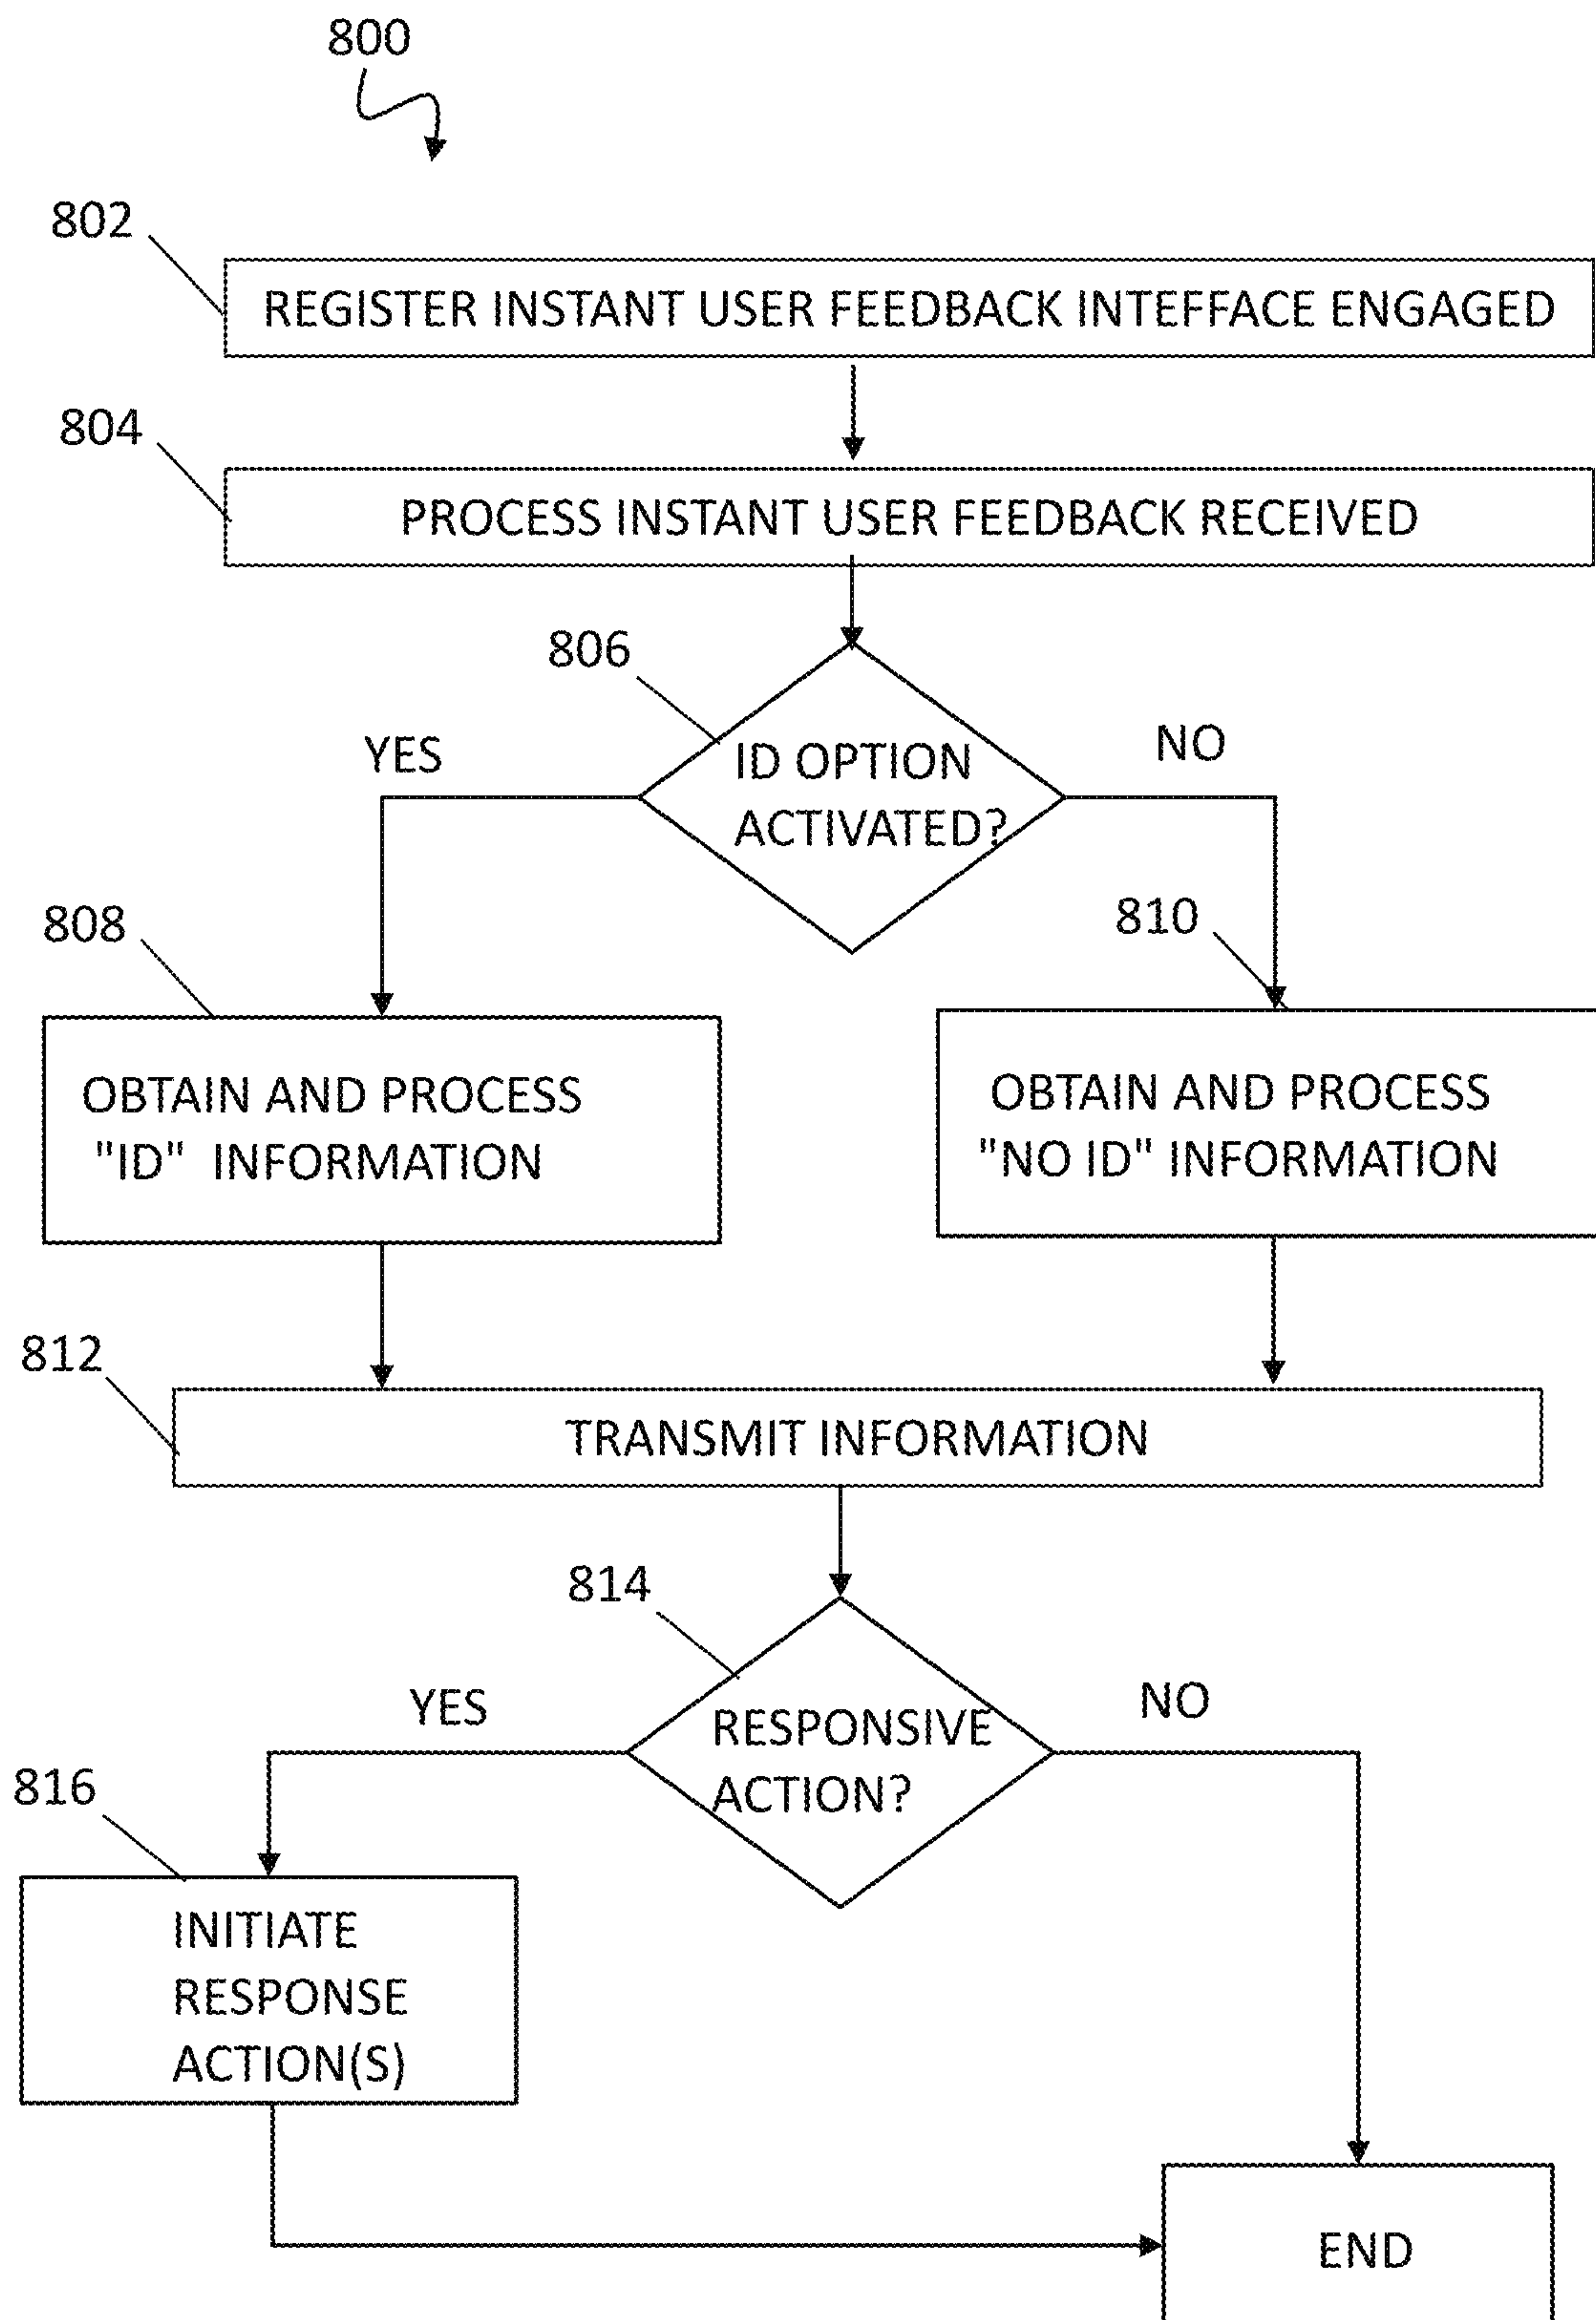 800
802
REGISTER INSTANT USER FEEDBACK INTEFFACE ENGAGED
804
PROCESS INSTANT USER FEEDBACK RECEIVED
806
YES
NO
ID OPTION
ACTIVATED?
808
810
OBTAIN AND PROCESS
"ID" INFORMATION
OBTAIN AND PROCESS
"NO ID" INFORMATION
812
TRANSMIT INFORMATION
814
YES
NO
RESPONSIVE
ACTION?
816
INITIATE
RESPONSE
ACTION(S)
END